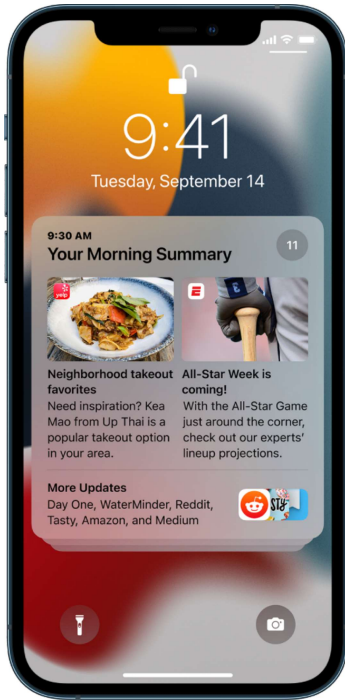 9:41
Tuesday, September 14
9:30 AM
Your Morning Summary
11
yelp
Neighborhood takeout
favorites
Need inspiration? Kea
Mao from Up Thai is a
popular takeout option
in your area.
E
All-Star Week is
coming!
With the All-Star Game
just around the corner,
check out our experts'
lineup projections.
More Updates
Day One, WaterMinder, Reddit,
Tasty, Amazon, and Medium